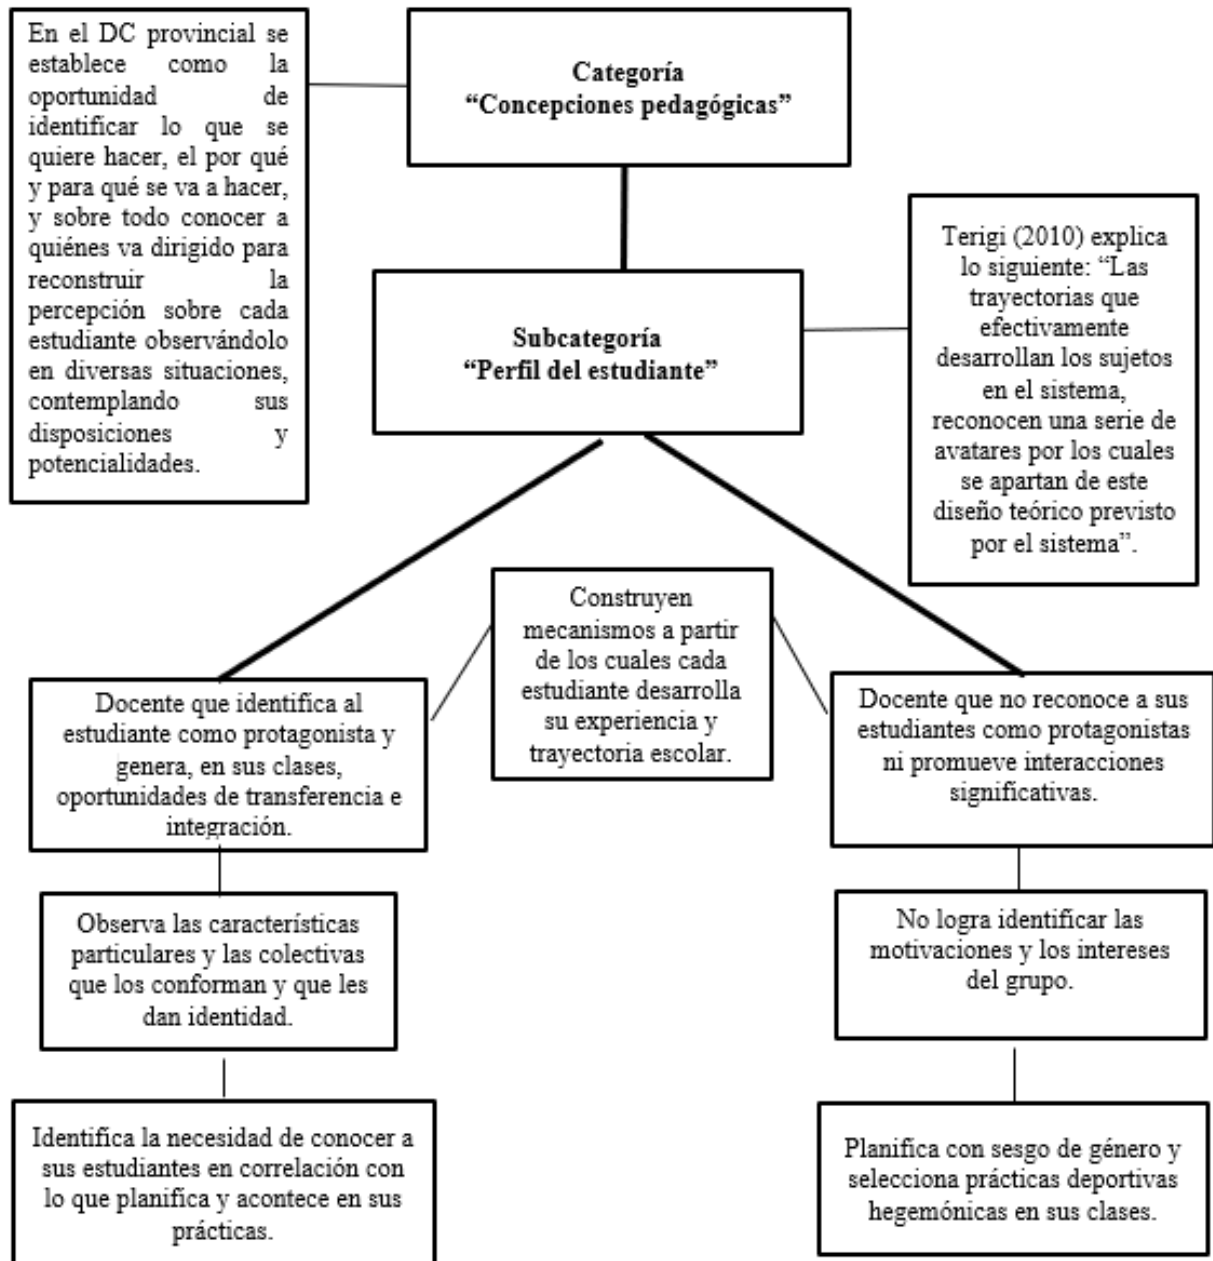 En el DC provincial se
establece como la
oportunidad de
identificar lo que se
quiere hacer, el por qué
y para qué se va a hacer,
y sobre todo conocer a
quiénes va dirigido para
reconstruir la
percepción sobre cada
estudiante observándolo
en diversas situaciones,
contemplando sus
disposiciones y
potencialidades.
Categoría
“Concepciones pedagógicas”
Subcategoría
“Perfil del estudiante”
Terigi (2010) explica
lo siguiente: “Las
trayectorias que
efectivamente
desarrollan los sujetos
en el sistema,
reconocen una serie de
avatares por los cuales
se apartan de este
diseño teórico previsto
por el sistema”.
Construyen
mecanismos a partir
de los cuales cada
estudiante desarrolla
su experiencia y
trayectoria escolar.
Docente que identifica al
estudiante como protagonista y
genera, en sus clases,
oportunidades de transferencia e
integración.
Docente que no reconoce a sus
estudiantes como protagonistas
ni promueve interacciones
significativas.
Observa las características
particulares y las colectivas
que los conforman y que les
dan identidad.
No logra identificar las
motivaciones y los intereses
del grupo.
Identifica la necesidad de conocer a
sus estudiantes en correlación con
lo que planifica y acontece en sus
prácticas.
Planifica con sesgo de género y
selecciona prácticas deportivas
hegemónicas en sus clases.